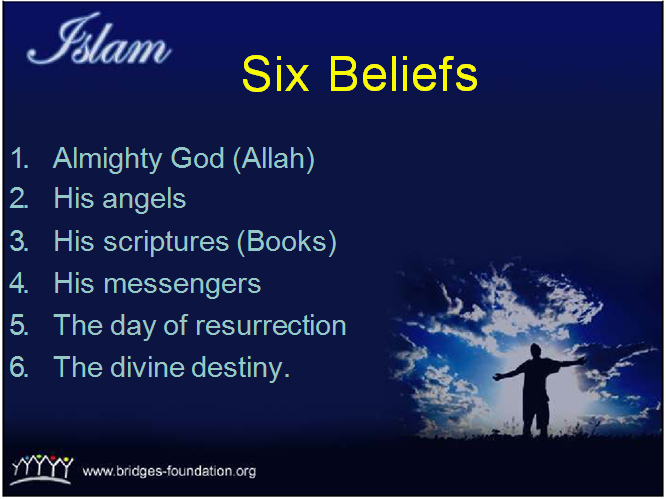 Islam
Six Beliefs
1. Almighty God (Allah)
2. His angels
3. His scriptures (Books)
4. His messengers
5. The day of resurrection
6. The divine destiny.
www.bridges-foundation.org